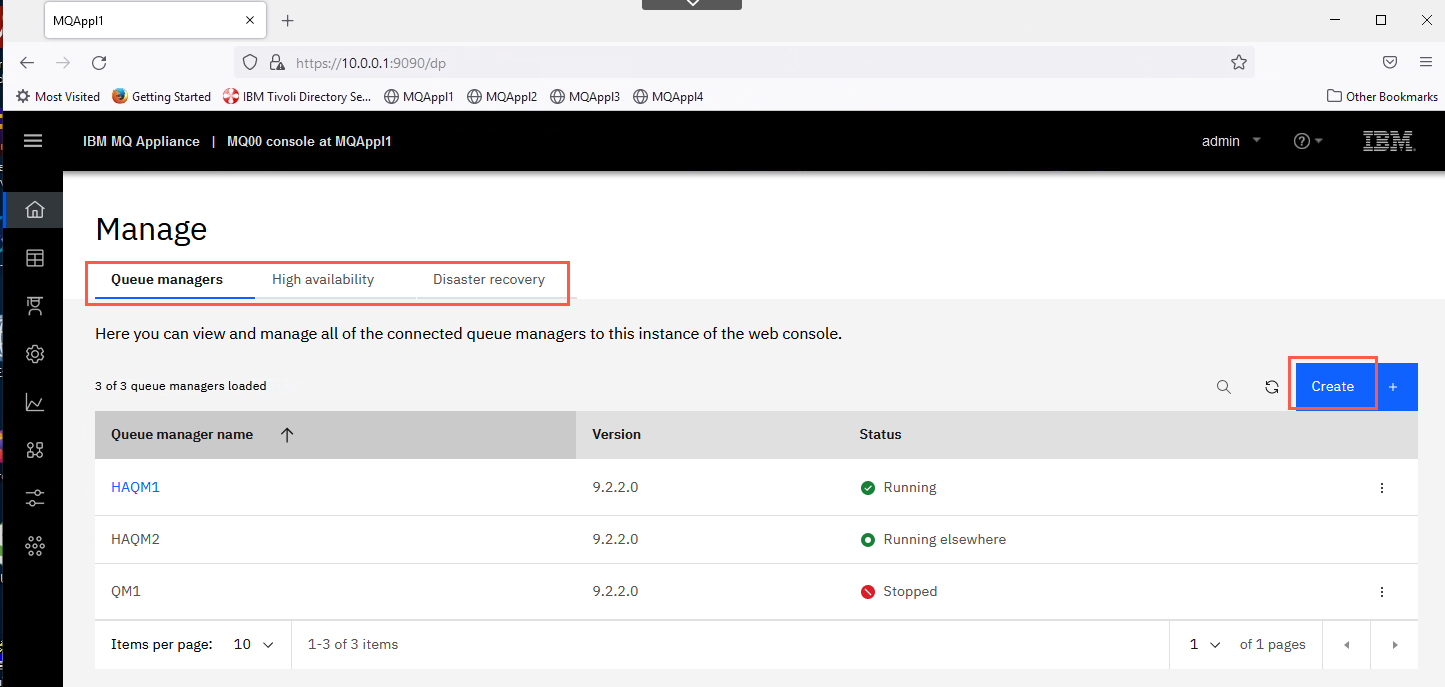 MQAppl1
https://10.0.0.1:9090/dp
Most Visited Getting Started IBM Tivoli Directory Se... MQAppl1 MQAppl2 MQAppl3 MQAppl4 Other Bookmarks
IBM MQ Appliance | MQ00 console at MQAppl1 admin IBM
Manage
Queue managers High availability Disaster recovery
Here you can view and manage all of the connected queue managers to this instance of the web console.
3 of 3 queue managers loaded Create +
Queue manager name Version Status
HAQM1 9.2.2.0 Running
HAQM2 9.2.2.0 Running elsewhere
QM1 9.2.2.0 Stopped
Items per page: 10 1-3 of 3 items 1 of 1 pages